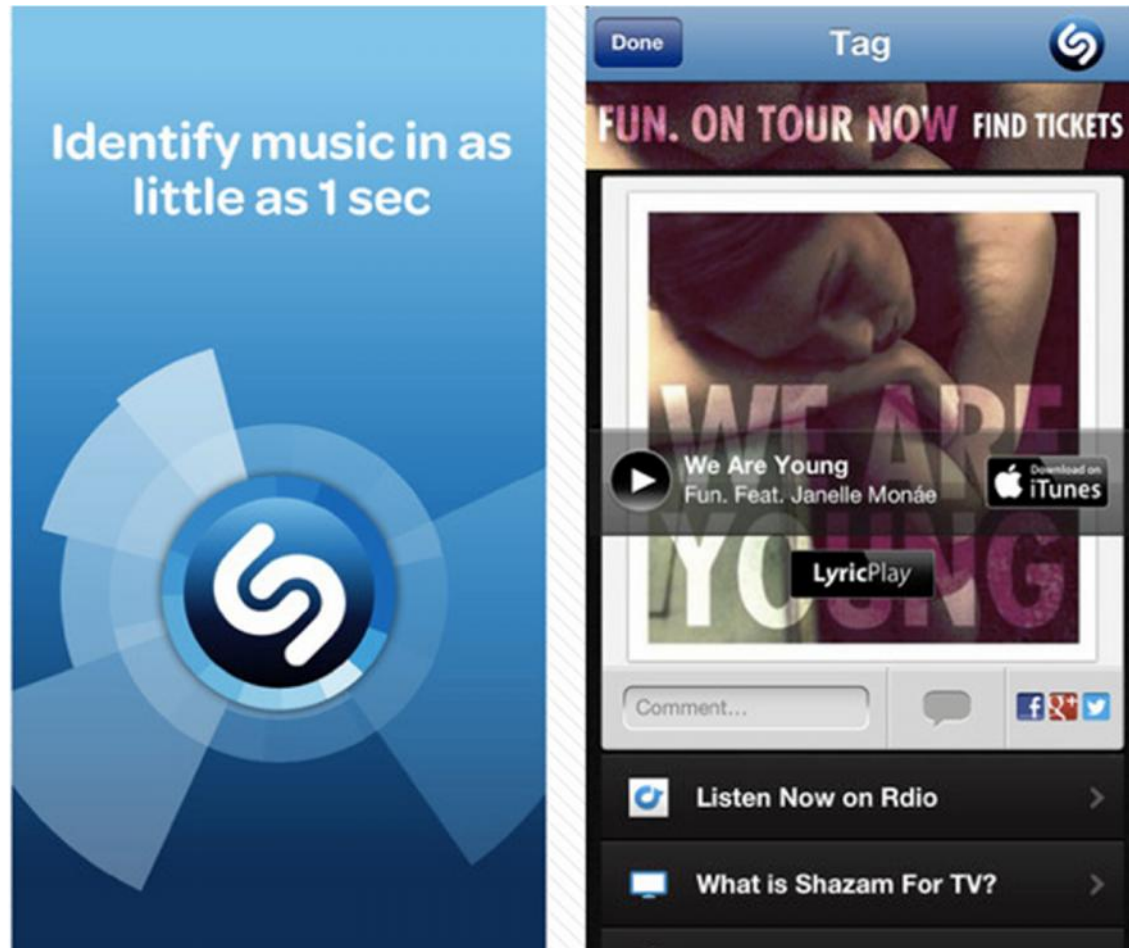 Identify music in as
little as 1 sec
Done
Tag
FUN. ON TOUR NOW FIND TICKETS
WE ARE
We Are Young
Fun. Feat. Janelle Monáe
Download on
iTunes
YOUNG
LyricPlay
Comment...
Listen Now on Rdio
What is Shazam For TV?